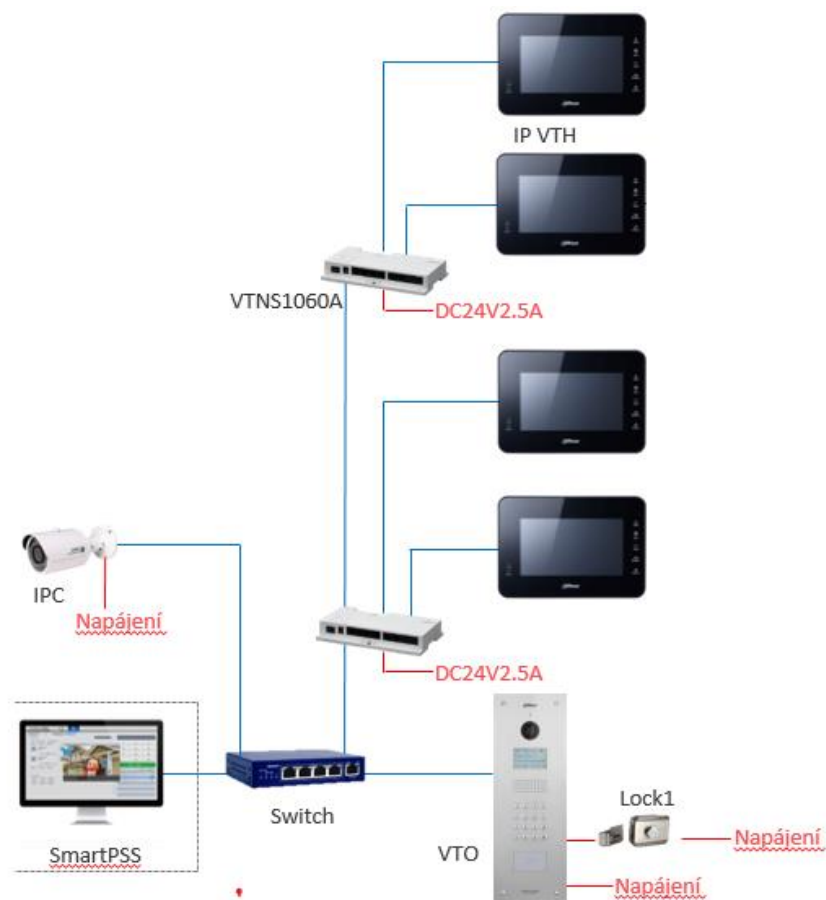 IP VTH
VTNS1060A
DC24V2.5A
IPC
Napájení
DC24V2.5A
Lock1
Switch
Napájení
VTO
SmartPSS
Napájení